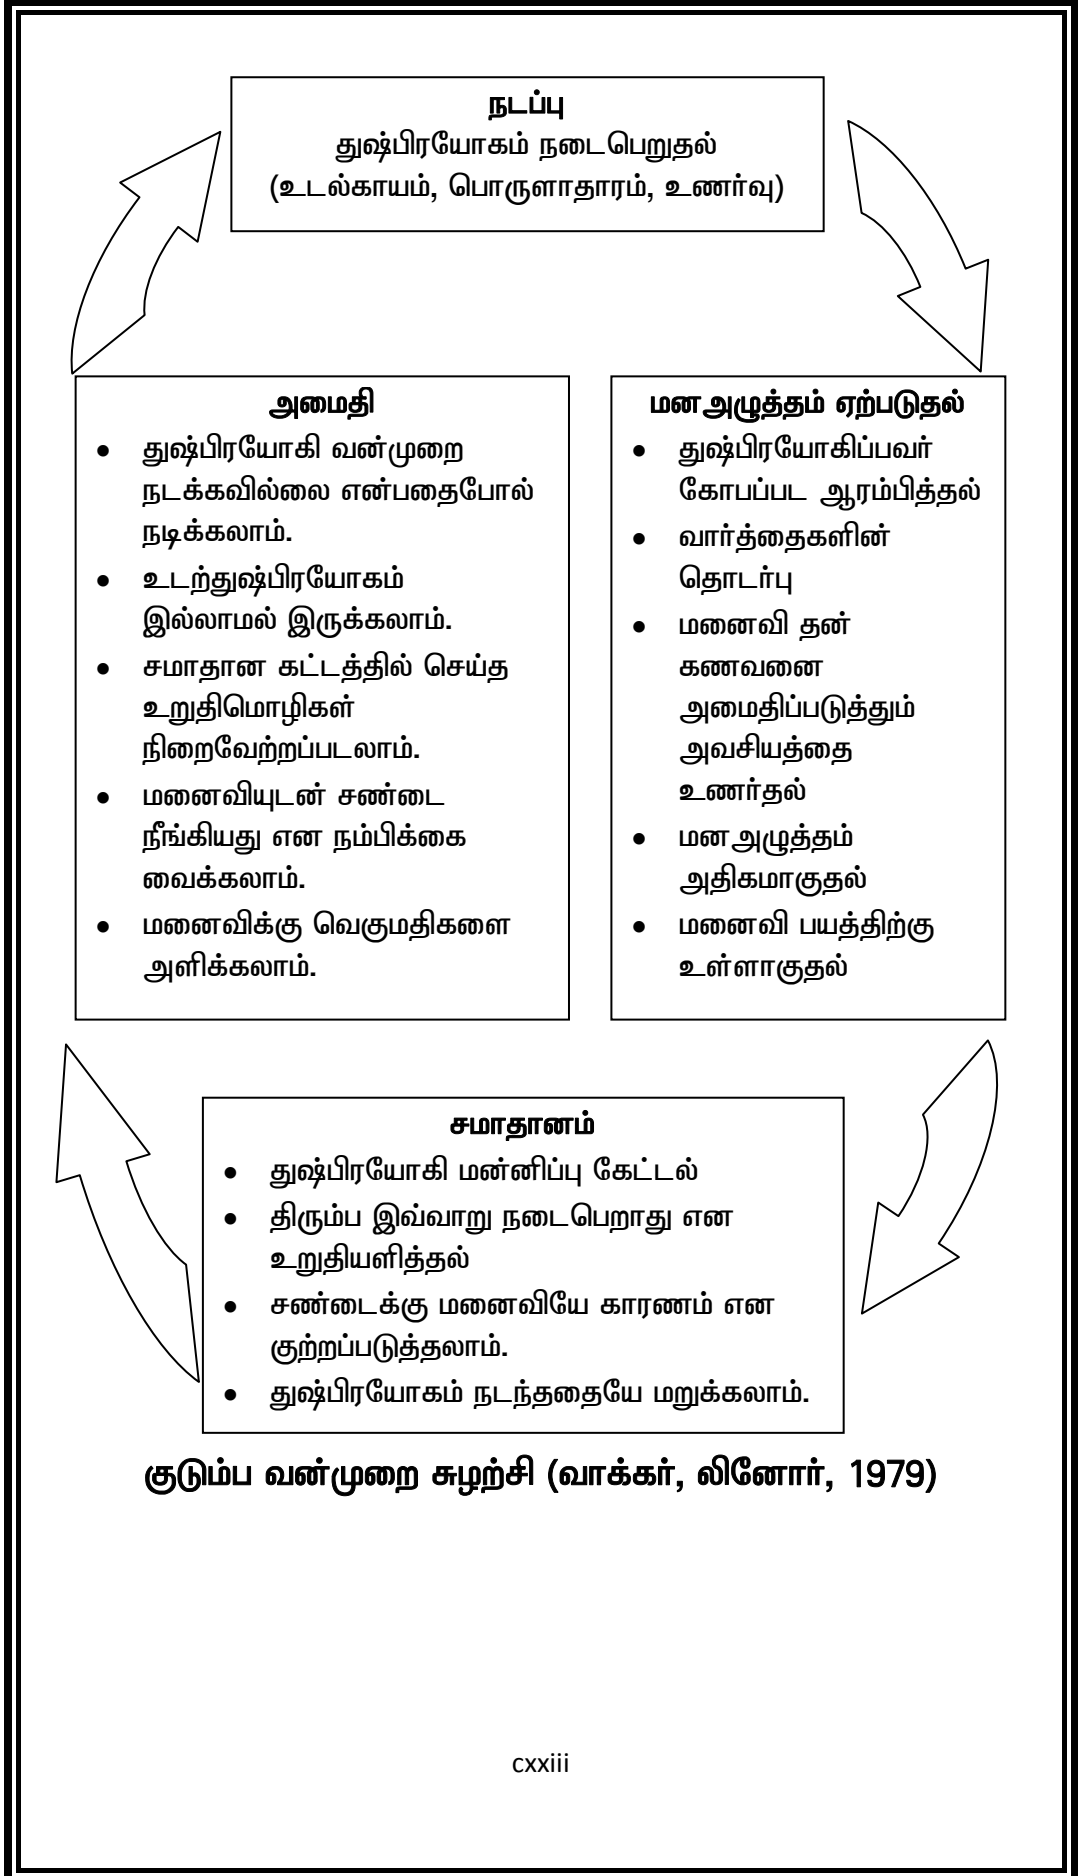 நடப்பு
துஷ்பிரயோகம் நடைபெறுதல்
(உடல்காயம், பொருளாதாரம், உணர்வு)
அமைதி
• துஷ்பிரயோகி வன்முறை
நடக்கவில்லை என்பதைபோல்
நடிக்கலாம்.
• உடற்துஷ்பிரயோகம்
இல்லாமல் இருக்கலாம்.
• சமாதான கட்டத்தில் செய்த
உறுதிமொழிகள்
நிறைவேற்றப்படலாம்.
• மனைவியுடன் சண்டை
நீங்கியது என நம்பிக்கை
வைக்கலாம்.
• மனைவிக்கு வெகுமதிகளை
அளிக்கலாம்.
மனஅழுத்தம் ஏற்படுதல்
• துஷ்பிரயோகிப்பவர்
கோபப்பட ஆரம்பித்தல்
• வார்த்தைகளின்
தொடர்பு
• மனைவி தன்
கணவனை
அமைதிப்படுத்தும்
அவசியத்தை
உணர்தல்
• மனஅழுத்தம்
அதிகமாகுதல்
• மனைவி பயத்திற்கு
உள்ளாகுதல்
சமாதானம்
• துஷ்பிரயோகி மன்னிப்பு கேட்டல்
• திரும்ப இவ்வாறு நடைபெறாது என
உறுதியளித்தல்
• சண்டைக்கு மனைவியே காரணம் என
குற்றப்படுத்தலாம்.
• துஷ்பிரயோகம் நடந்ததையே மறுக்கலாம்.
குடும்ப வன்முறை சுழற்சி (வாக்கர், லினோர், 1979)
cxxiii